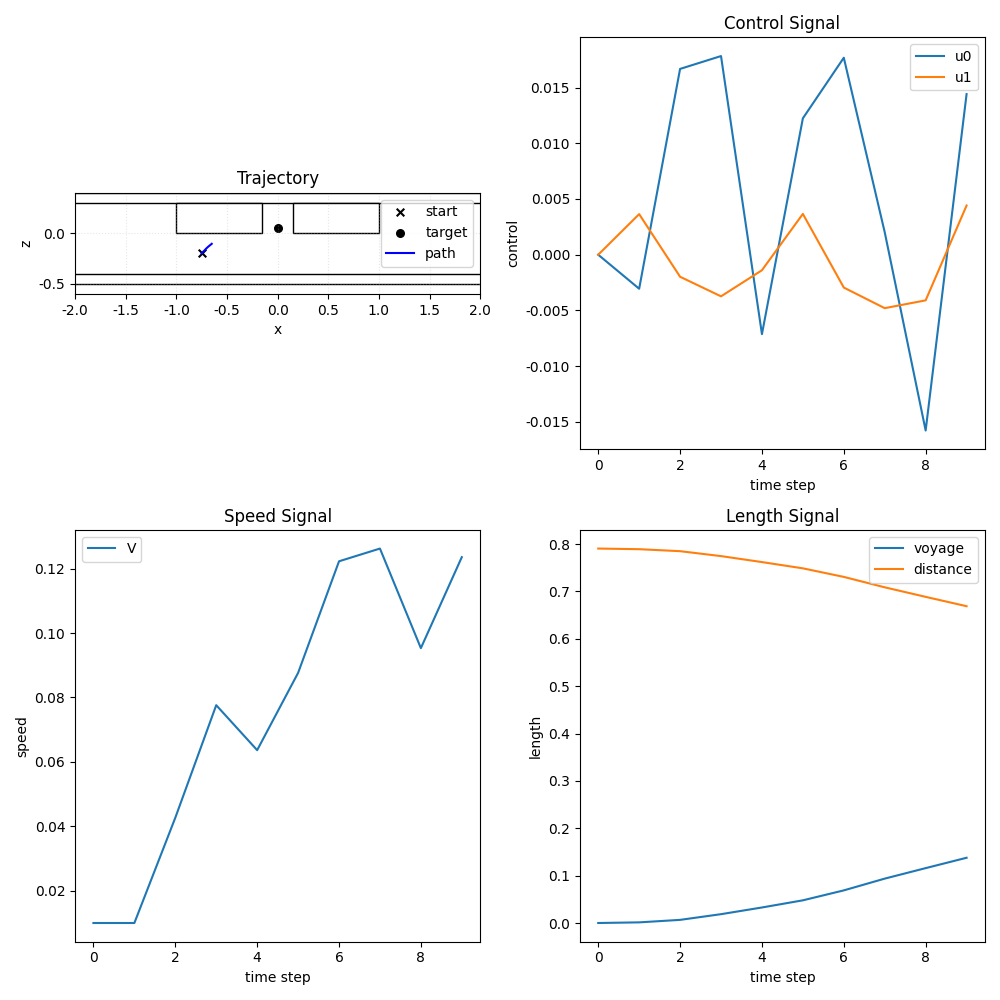 Trajectory
z
0.0
-0.5
-2.0 -1.5 -1.0 -0.5 0.0 0.5 1.0 1.5 2.0
x
start
target
path
Control Signal
control
0.015
0.010
0.005
0.000
-0.005
-0.010
-0.015
0 2 4 6 8
time step
u0
u1
Speed Signal
speed
0.12
0.10
0.08
0.06
0.04
0.02
0 2 4 6 8
time step
V
Length Signal
length
0.8
0.7
0.6
0.5
0.4
0.3
0.2
0.1
0.0
0 2 4 6 8
time step
voyage
distance